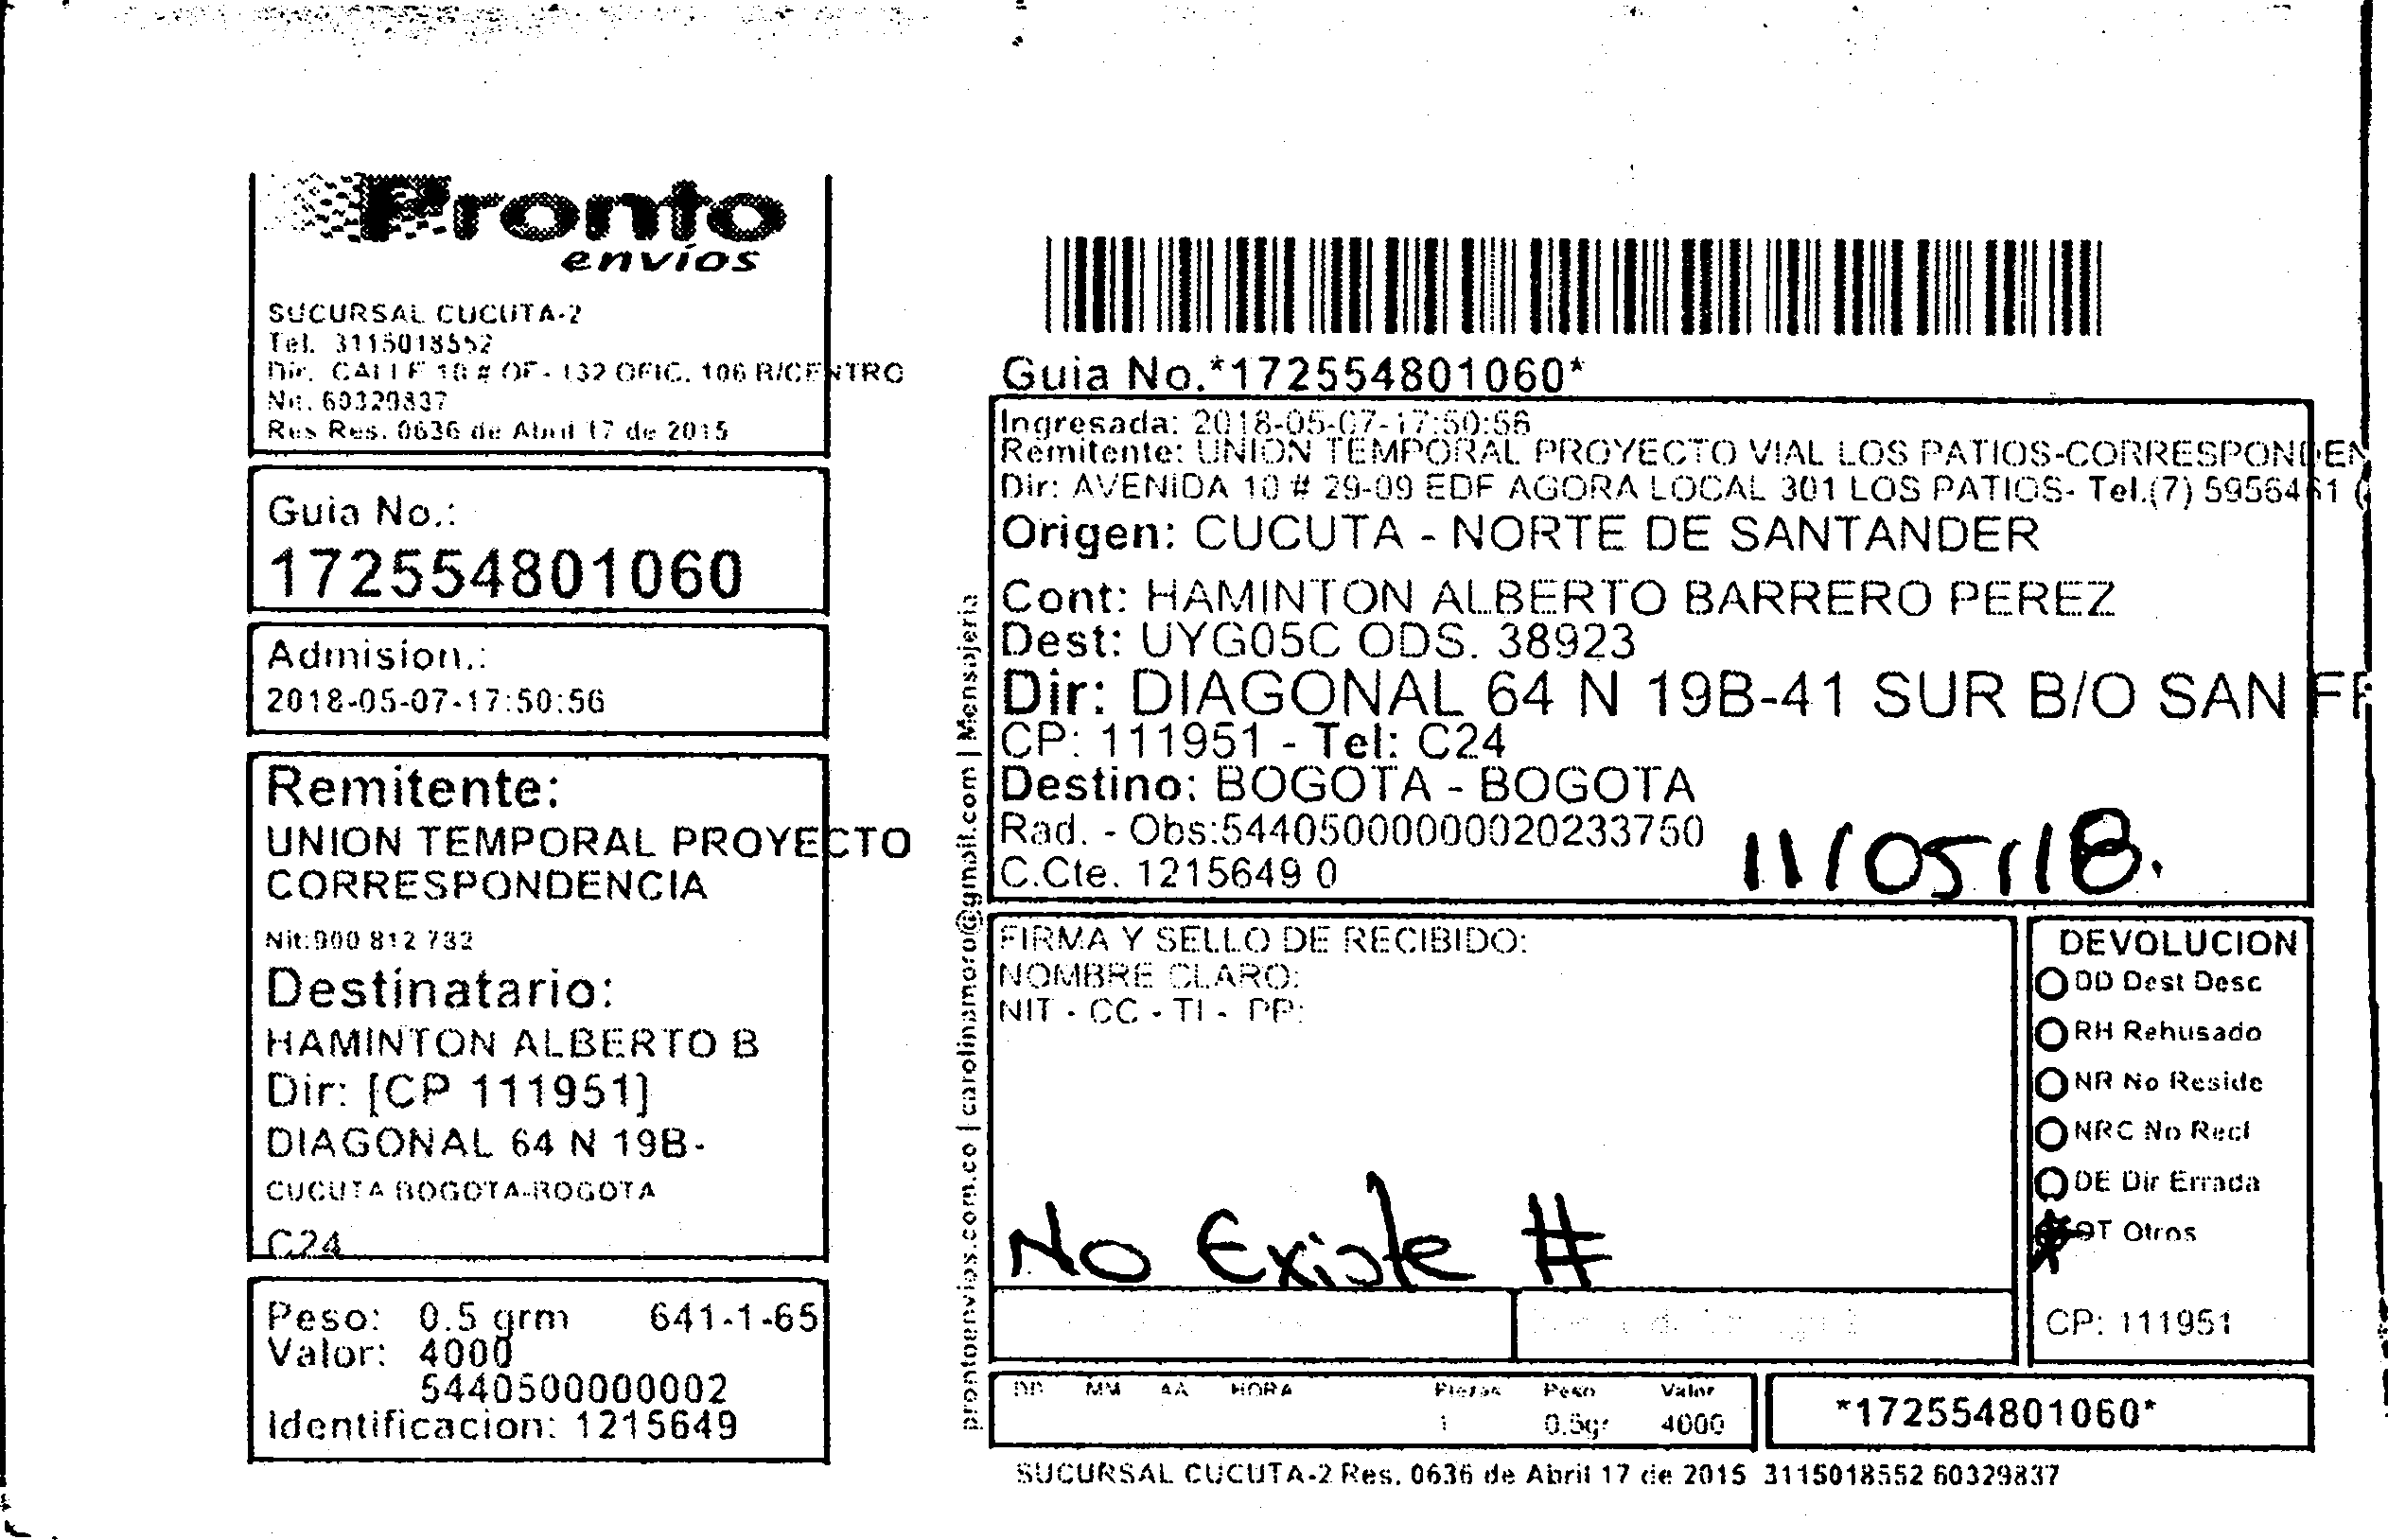 Pronto
envíos
SUCURSAL CUCUTA-2
Tel. 3115018552
Dir. CALLE 10 # OE- 132 OFIC. 106 B/CENTRO
Nit. 60329837
Res Res. 0636 de Abril 17 de 2015
Guia No.:
172554801060
Admision.:
2018-05-07-17:50:56
Remitente:
UNION TEMPORAL PROYECTO
CORRESPONDENCIA
Nit:900 812 732
Destinatario:
HAMINTON ALBERTO B
Dir: [CP 111951]
DIAGONAL 64 N 19B-
CUCUTA BOGOTA-BOGOTA
C24
Peso: 0.5 grm 641-1-65
Valor: 4000
5440500000002
Identificacion: 1215649
prontoenvios.com.co | carolinamoro@gmail.com | Mensajeria
Guia No.*172554801060*
Ingresada: 2018-05-07-17:50:56
Remitente: UNION TEMPORAL PROYECTO VIAL LOS PATIOS-CORRESPONDEN
Dir: AVENIDA 10 # 29-09 EDF AGORA LOCAL 301 LOS PATIOS- Tel.(7) 5956461 (
Origen: CUCUTA - NORTE DE SANTANDER
Cont: HAMINTON ALBERTO BARRERO PEREZ
Dest: UYG05C ODS. 38923
Dir: DIAGONAL 64 N 19B-41 SUR B/O SAN FR
CP: 111951 - Tel: C24
Destino: BOGOTA - BOGOTA
Rad. - Obs:54405000000020233750
C.Cte. 1215649 0
11/05/18.
FIRMA Y SELLO DE RECIBIDO:
NOMBRE CLARO:
NIT - CC - TI - PP:
No Existe #
DEVOLUCION
DD Dest Desc
RH Rehusado
NR No Reside
NRC No Recl
DE Dir Errada
OT Otros
CP: 111951
DD MM AA HORA Piezas Peso Valor
1 0.5gr 4000
*172554801060*
SUCURSAL CUCUTA-2 Res. 0636 de Abril 17 de 2015 3115018552 60329837